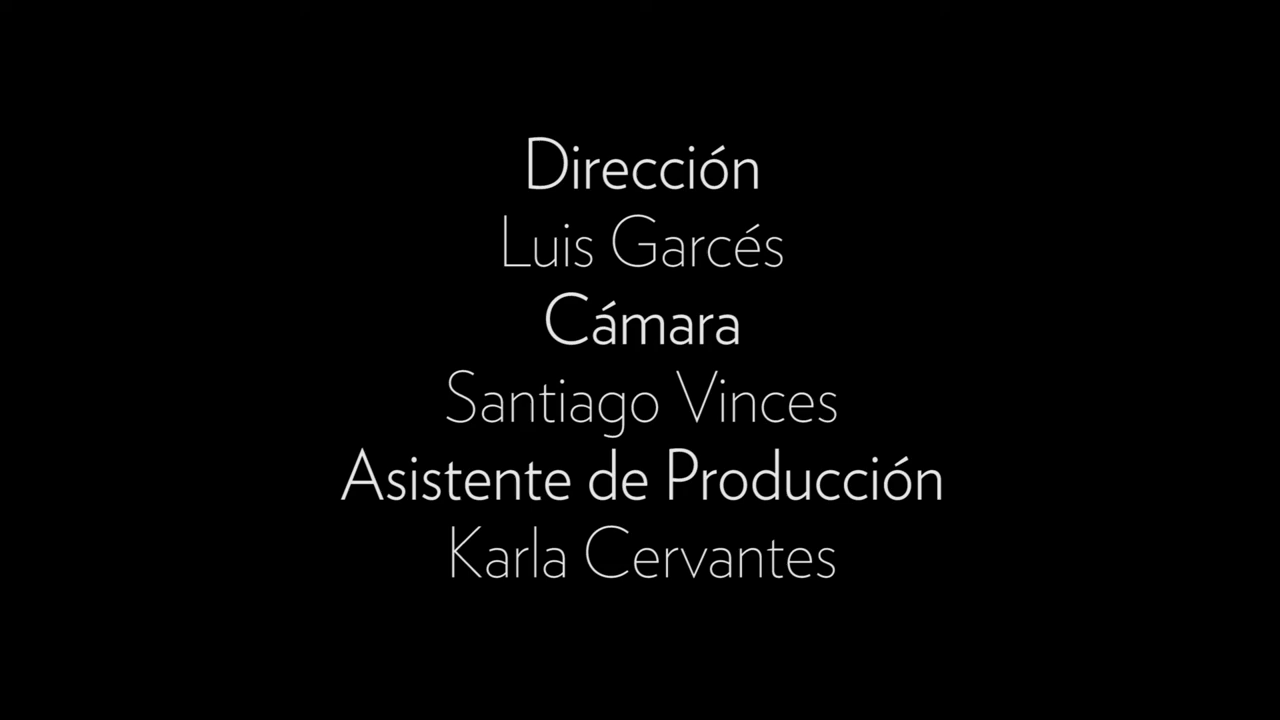 Dirección
Luis Garcés
Cámara
Santiago Vinces
Asistente de Producción
Karla Cervantes